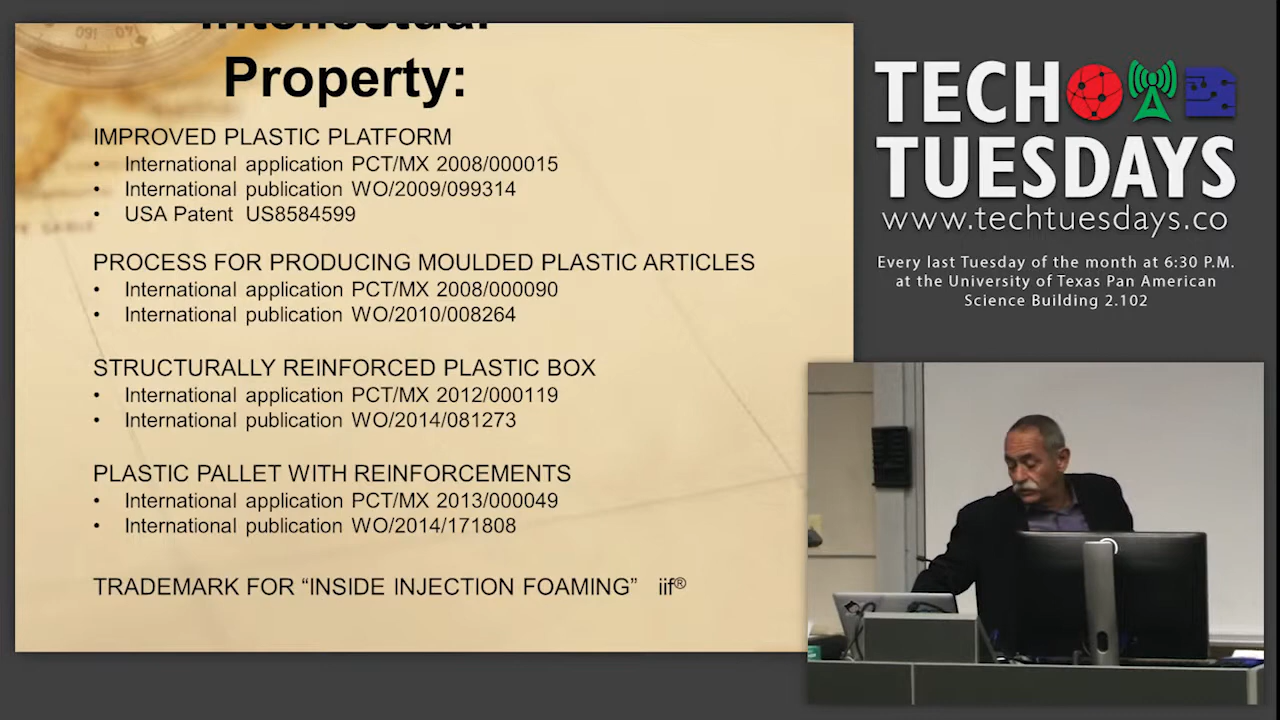 Intellectual
Property:
IMPROVED PLASTIC PLATFORM
• International application PCT/MX 2008/000015
• International publication WO/2009/099314
• USA Patent US8584599
PROCESS FOR PRODUCING MOULDED PLASTIC ARTICLES
• International application PCT/MX 2008/000090
• International publication WO/2010/008264
STRUCTURALLY REINFORCED PLASTIC BOX
• International application PCT/MX 2012/000119
• International publication WO/2014/081273
PLASTIC PALLET WITH REINFORCEMENTS
• International application PCT/MX 2013/000049
• International publication WO/2014/171808
TRADEMARK FOR “INSIDE INJECTION FOAMING” iif®
TECH
TUESDAYS
www.techtuesdays.co
Every last Tuesday of the month at 6:30 P.M.
at the University of Texas Pan American
Science Building 2.102